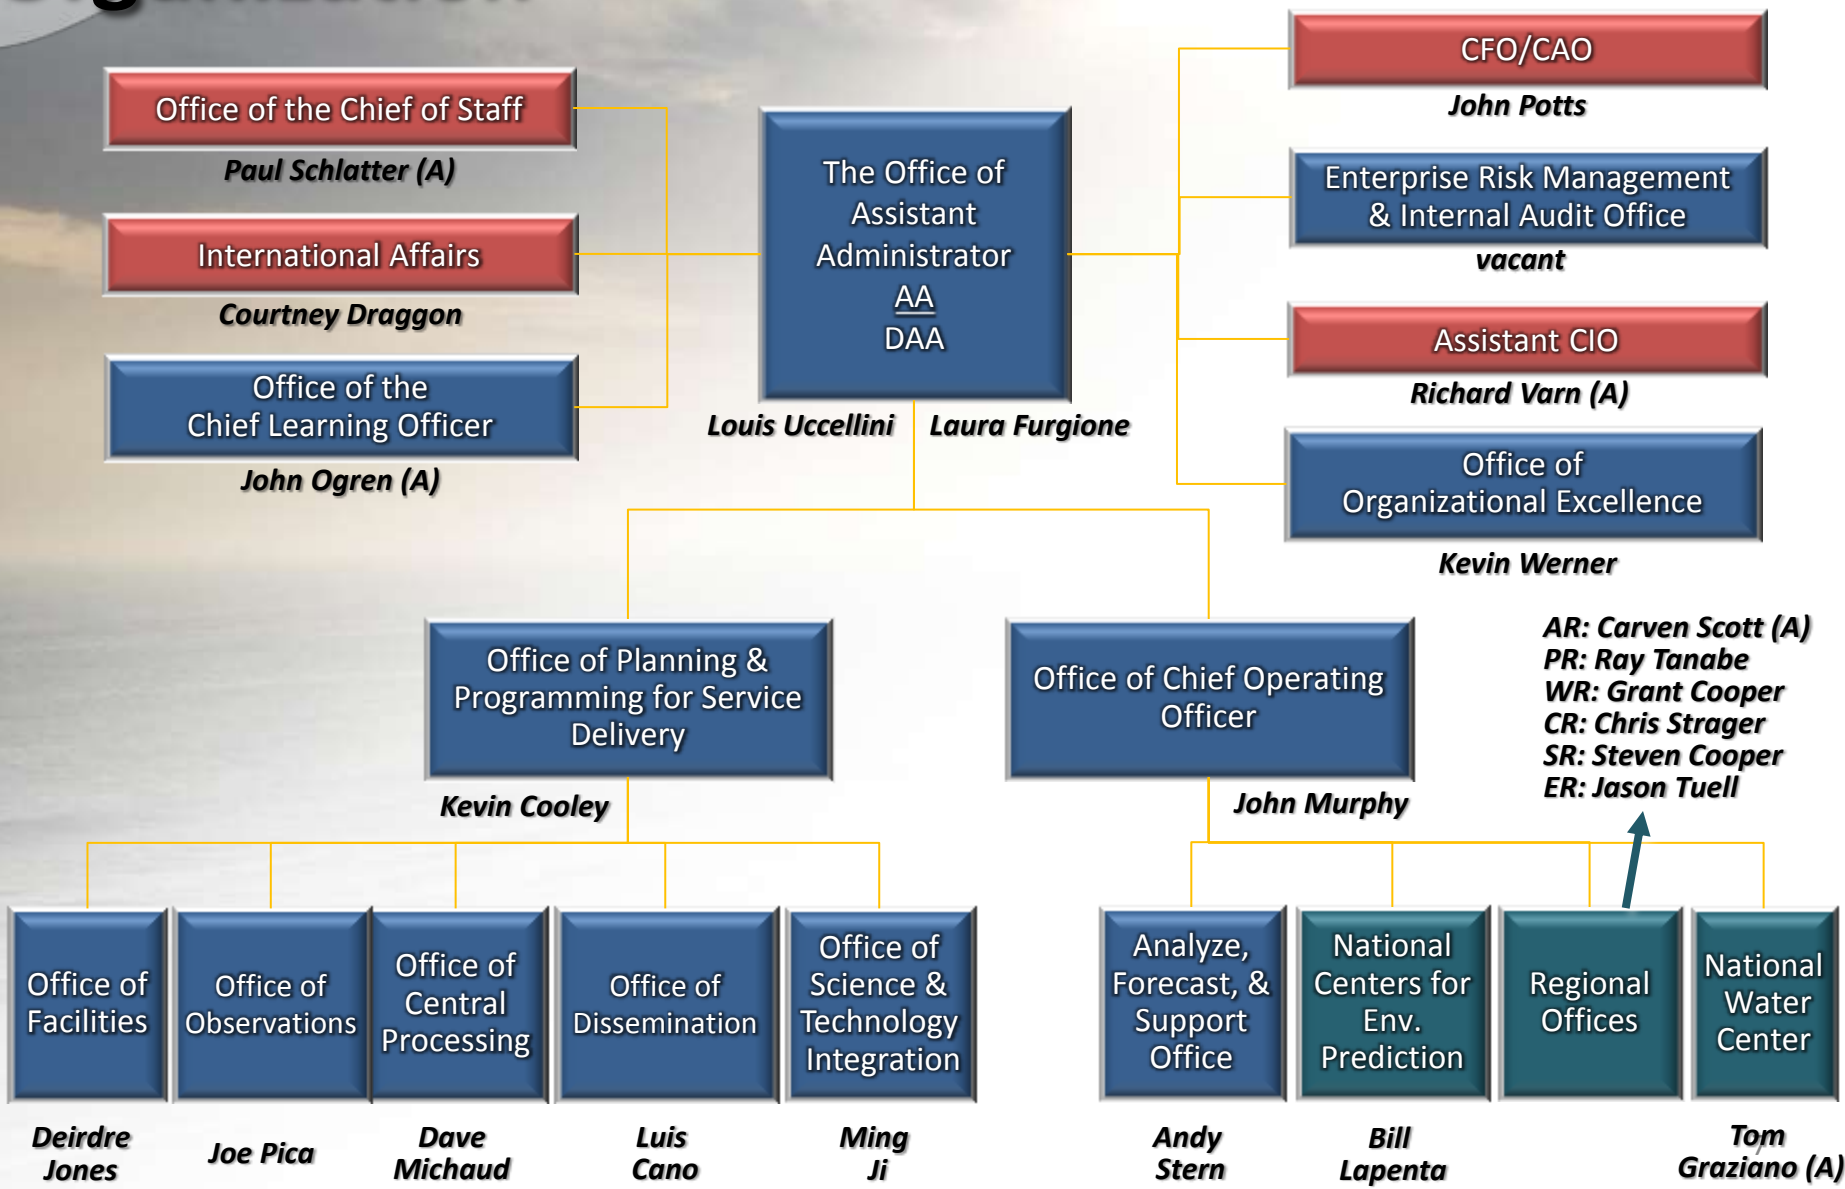 Organization
CFO/CAO
John Potts
Office of the Chief of Staff
Paul Schlatter (A)
The Office of
Assistant
Administrator
AA
DAA
Louis Uccellini
Laura Furgione
Enterprise Risk Management
& Internal Audit Office
vacant
International Affairs
Courtney Draggon
Assistant CIO
Richard Varn (A)
Office of the
Chief Learning Officer
John Ogren (A)
Office of
Organizational Excellence
Kevin Werner
Office of Planning &
Programming for Service
Delivery
Kevin Cooley
Office of Chief Operating
Officer
John Murphy
AR: Carven Scott (A)
PR: Ray Tanabe
WR: Grant Cooper
CR: Chris Strager
SR: Steven Cooper
ER: Jason Tuell
Office of
Facilities
Deirdre
Jones
Office of
Observations
Joe Pica
Office of
Central
Processing
Dave
Michaud
Office of
Dissemination
Luis
Cano
Office of
Science &
Technology
Integration
Ming
Ji
Analyze,
Forecast, &
Support
Office
Andy
Stern
National
Centers for
Env.
Prediction
Bill
Lapenta
Regional
Offices
National
Water
Center
Tom
Graziano (A)
7